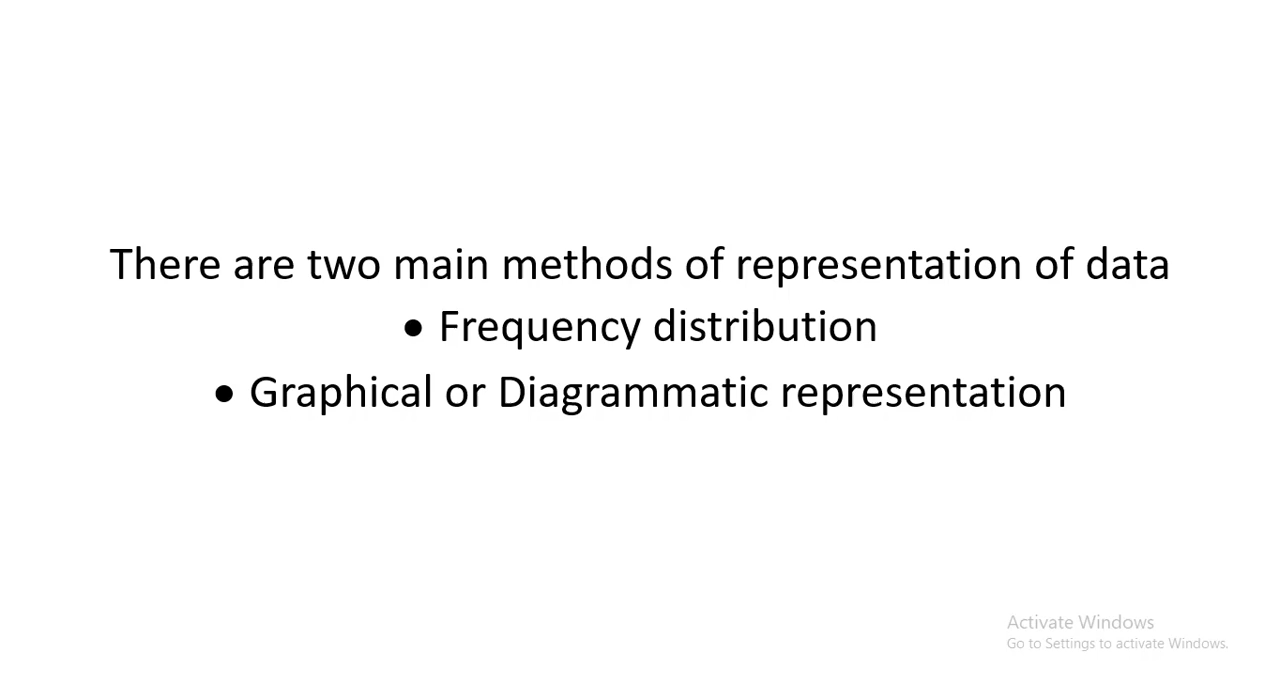 There are two main methods of representation of data
• Frequency distribution
• Graphical or Diagrammatic representation
Activate Windows
Go to Settings to activate Windows.